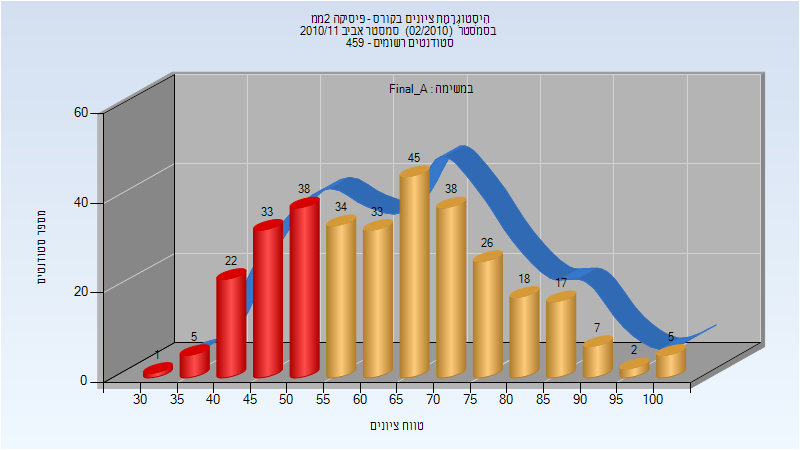 היסטוגרמת ציונים בקורס - פיסיקה 2ממ
בסמסטר (02/2010) סמסטר אביב 2010/11
סטודנטים רשומים - 459
במשימה : Final_A
מספר סטודנטים
60
40
20
0
1
5
22
33
38
34
33
45
38
26
18
17
7
2
5
30 35 40 45 50 55 60 65 70 75 80 85 90 95 100
טווח ציונים